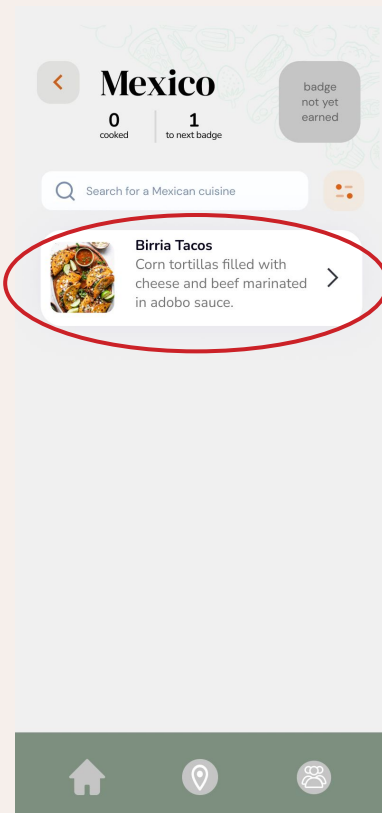 Mexico
badge
not yet
earned
0
cooked
1
to next badge
Search for a Mexican cuisine
Birria Tacos
Corn tortillas filled with
cheese and beef marinated
in adobo sauce.